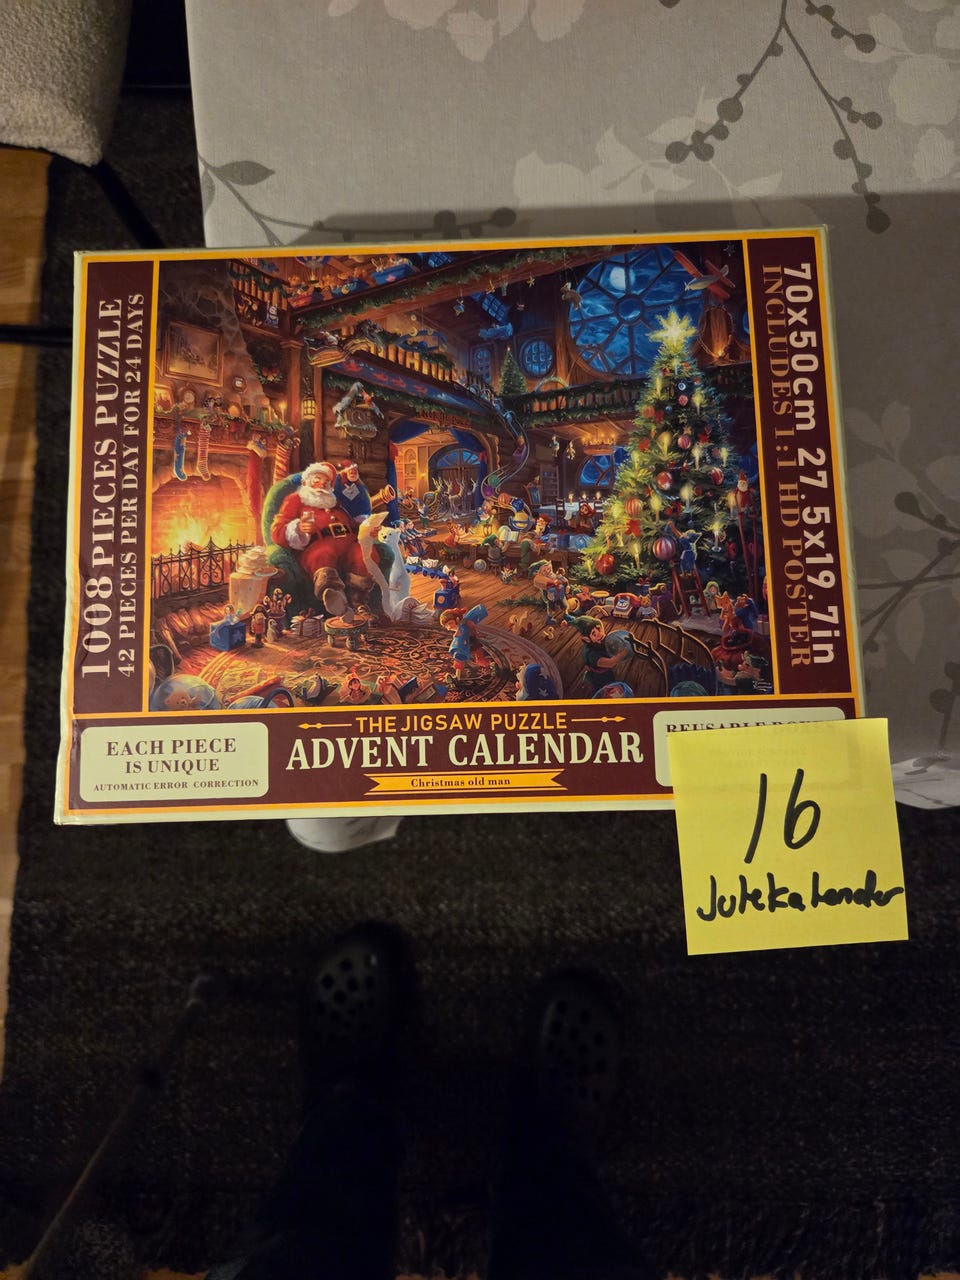 1008 PIECES PUZZLE
42 PIECES PER DAY FOR 24 DAYS
70x50cm 27.5x19.7in
INCLUDES 1:1 HD POSTER
THE JIGSAW PUZZLE
ADVENT CALENDAR
Christmas old man
EACH PIECE
IS UNIQUE
AUTOMATIC ERROR CORRECTION
REUSABLE
16
Julekalender